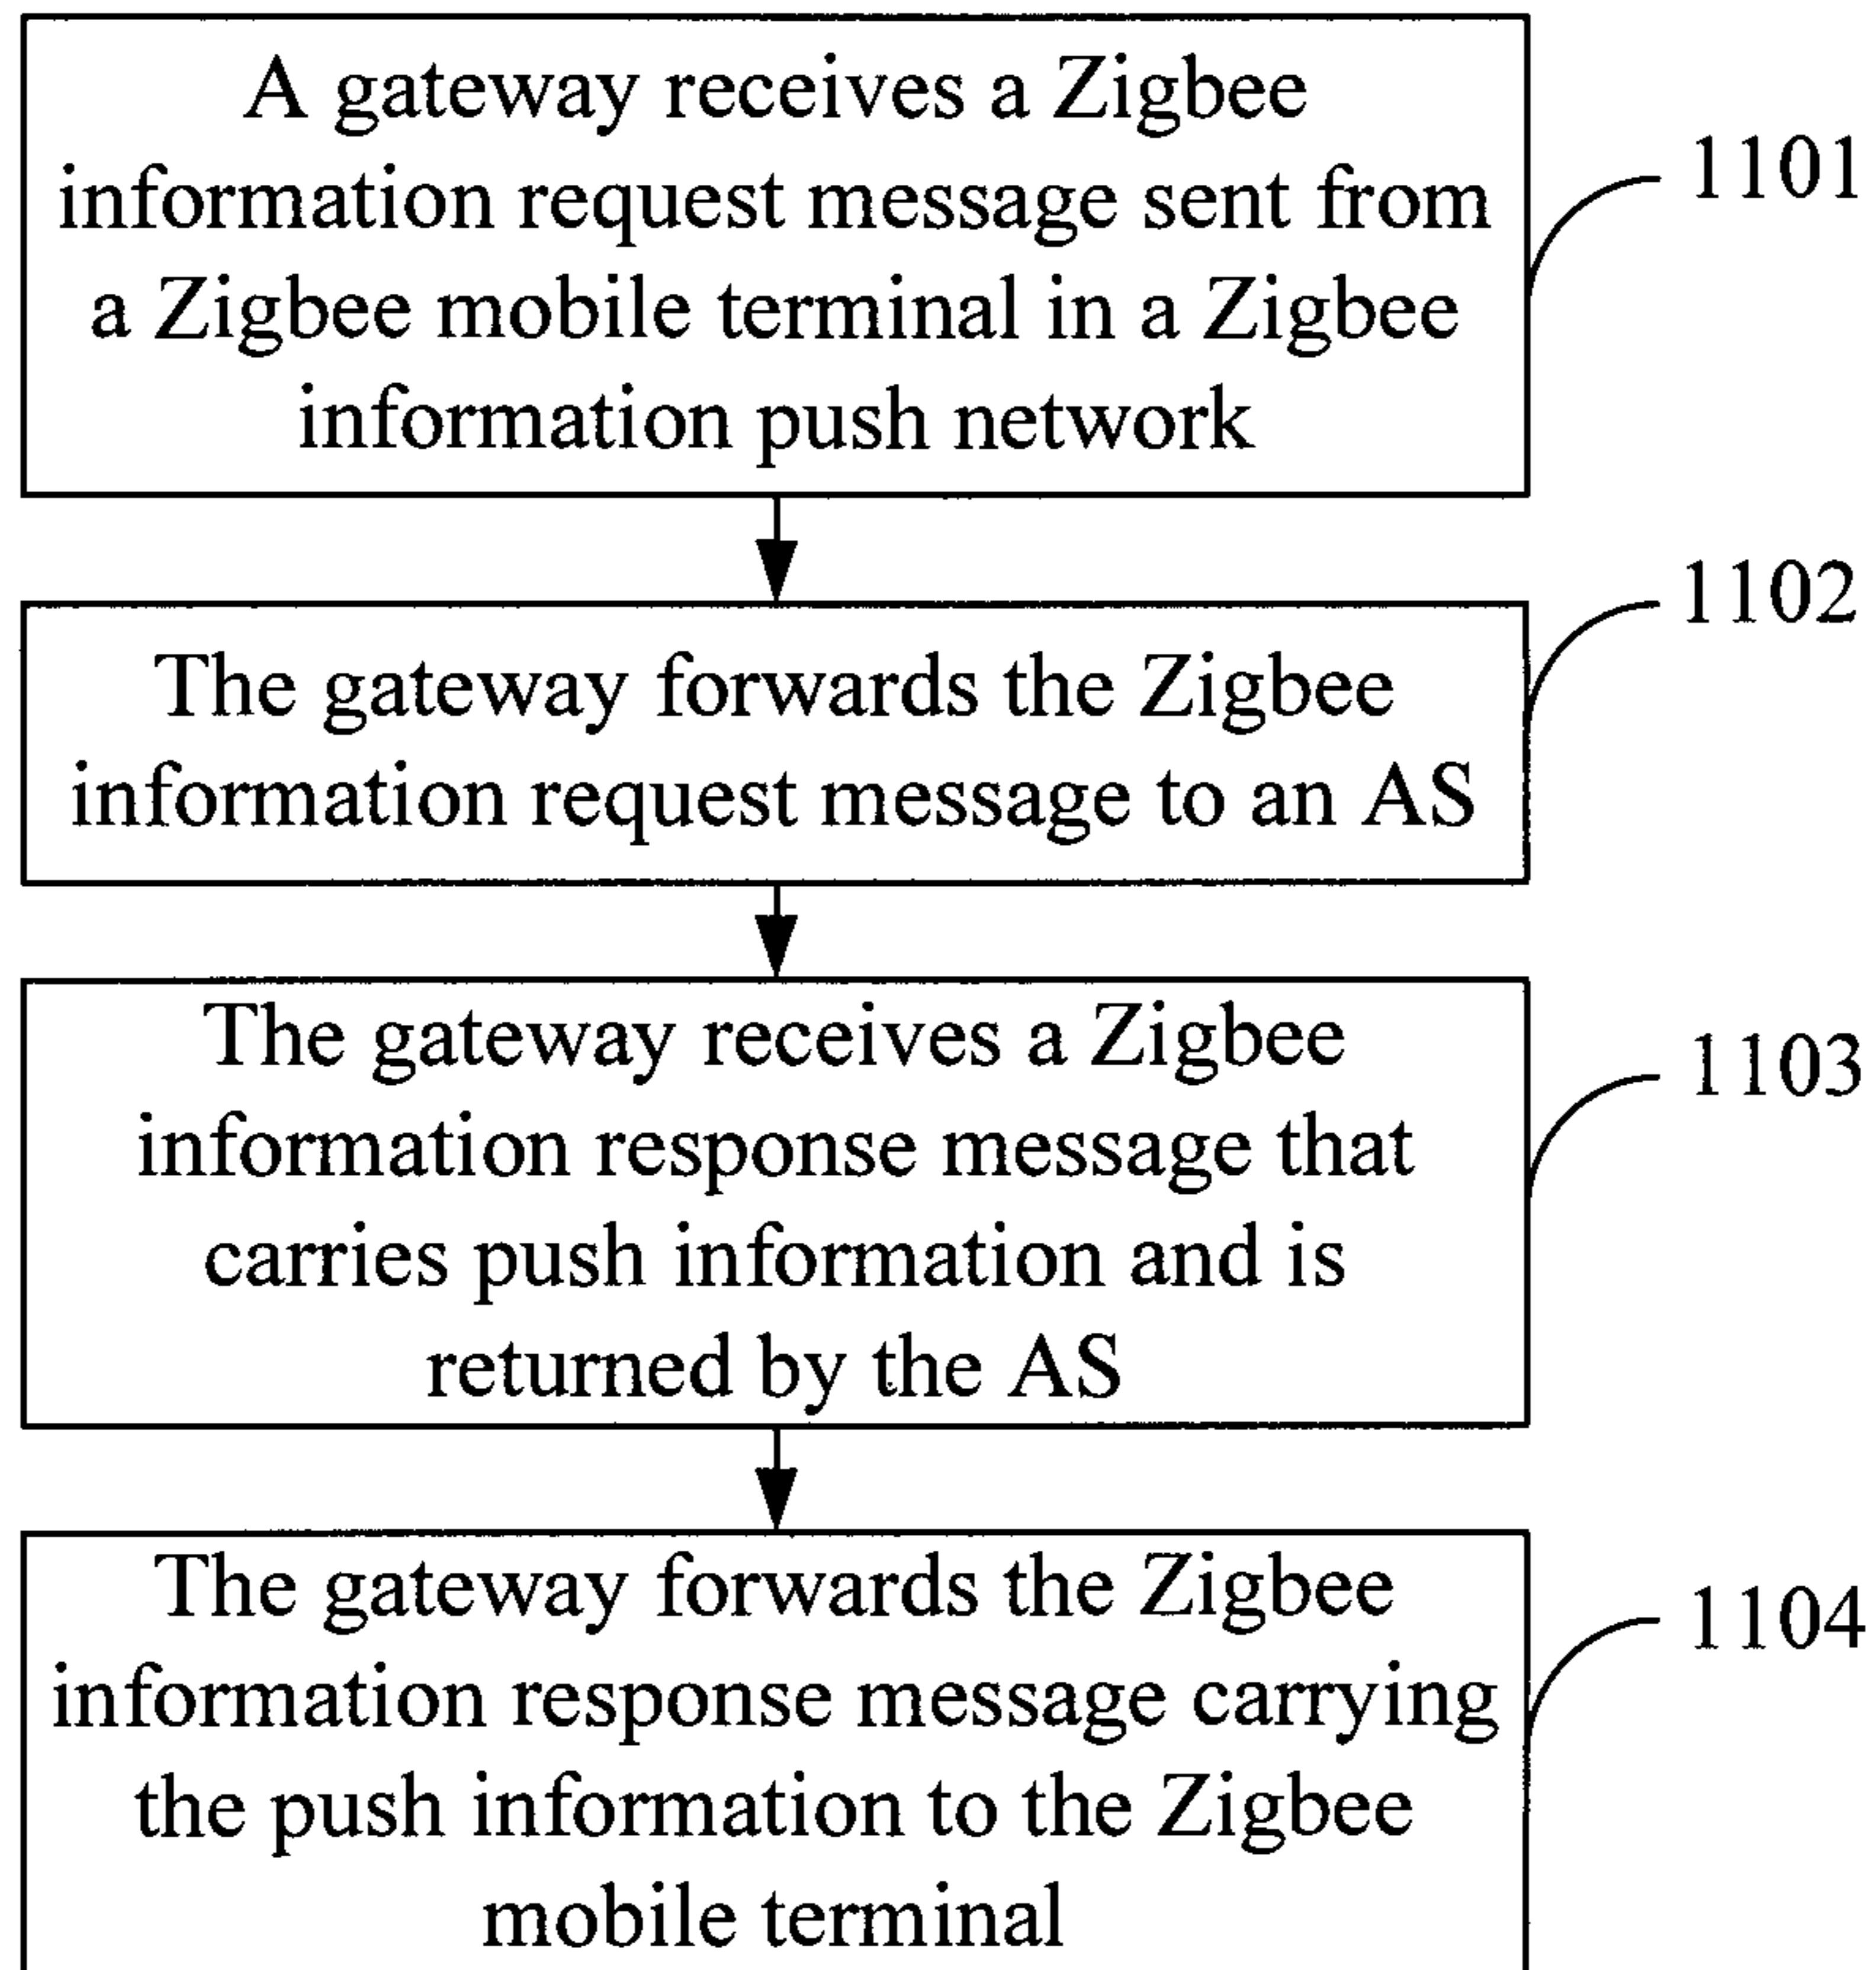 A gateway receives a Zigbee
information request message sent from
a Zigbee mobile terminal in a Zigbee
information push network
1101
The gateway forwards the Zigbee
information request message to an AS
1102
The gateway receives a Zigbee
information response message that
carries push information and is
returned by the AS
1103
The gateway forwards the Zigbee
information response message carrying
the push information to the Zigbee
mobile terminal
1104